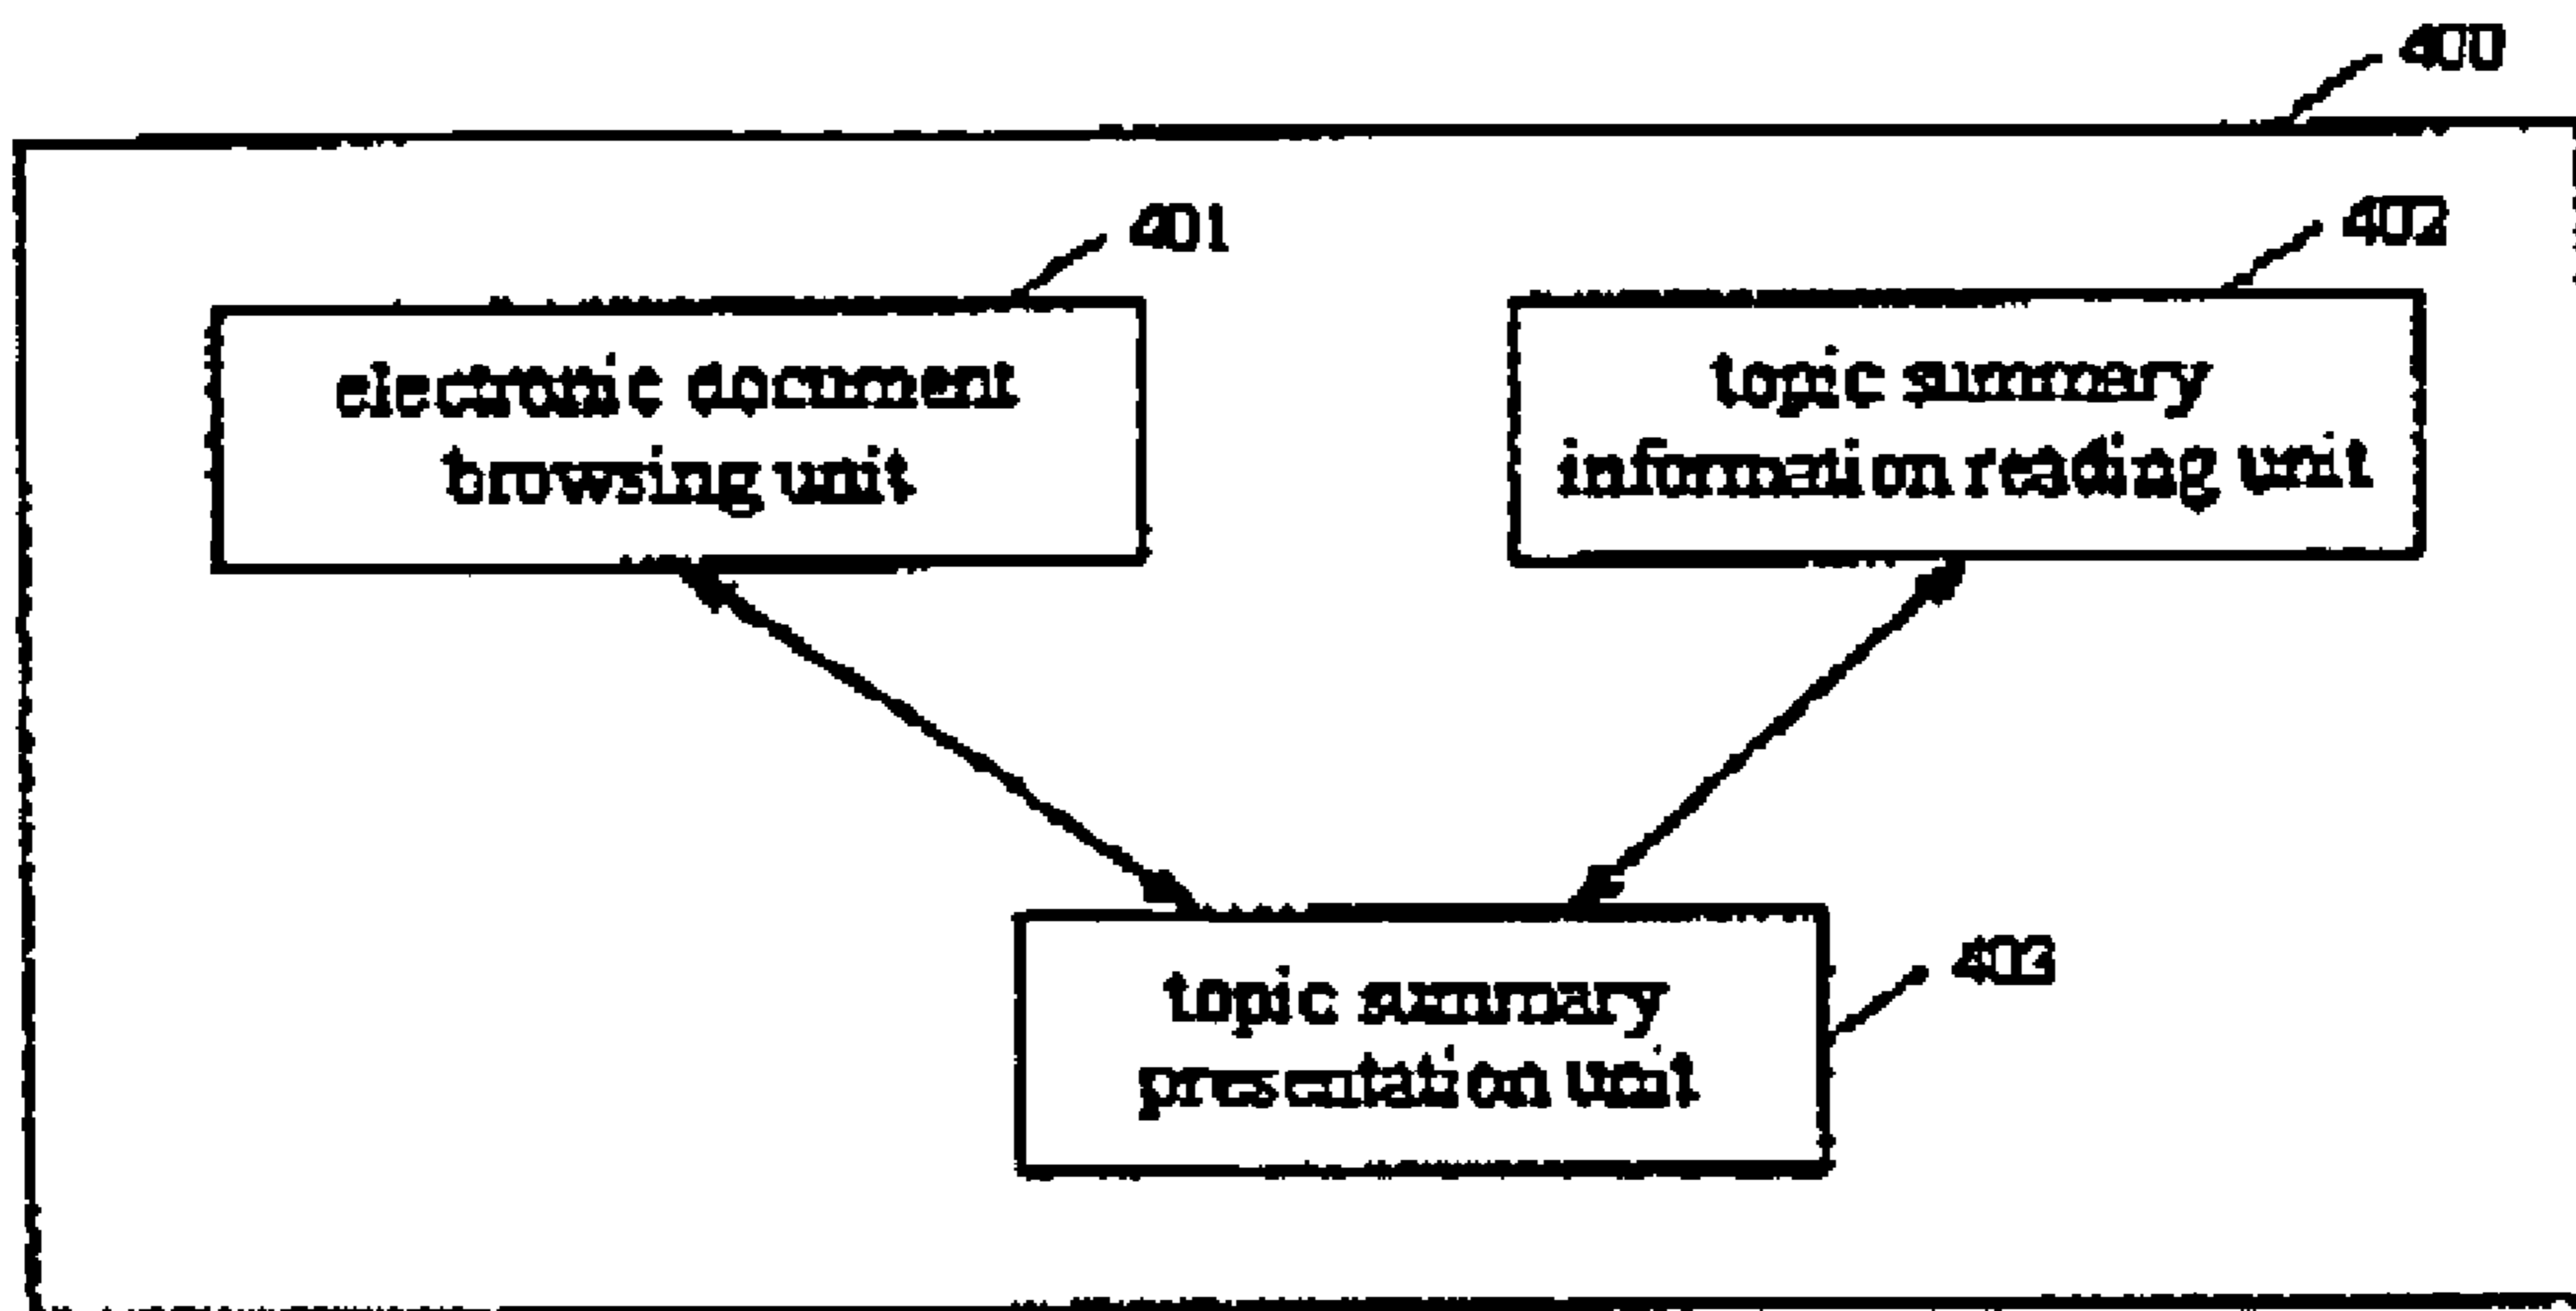 400
401
402
electronic document
browsing unit
topic summary
information reading unit
topic summary
presentation unit
403